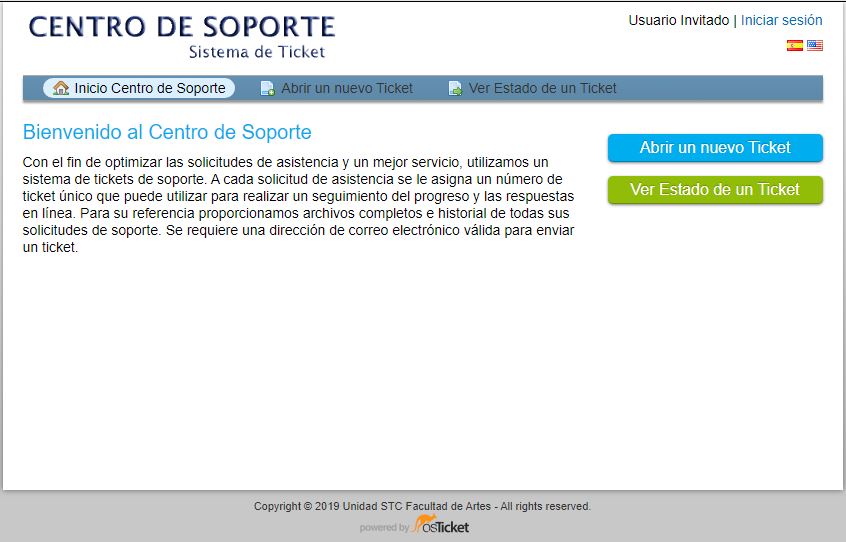 CENTRO DE SOPORTE
Sistema de Ticket
Usuario Invitado | Iniciar sesión
Inicio Centro de Soporte
Abrir un nuevo Ticket
Ver Estado de un Ticket
Bienvenido al Centro de Soporte
Con el fin de optimizar las solicitudes de asistencia y un mejor servicio, utilizamos un
sistema de tickets de soporte. A cada solicitud de asistencia se le asigna un número de
ticket único que puede utilizar para realizar un seguimiento del progreso y las respuestas
en línea. Para su referencia proporcionamos archivos completos e historial de todas sus
solicitudes de soporte. Se requiere una dirección de correo electrónico válida para enviar
un ticket.
Abrir un nuevo Ticket
Ver Estado de un Ticket
Copyright © 2019 Unidad STC Facultad de Artes - All rights reserved.
powered by osTicket